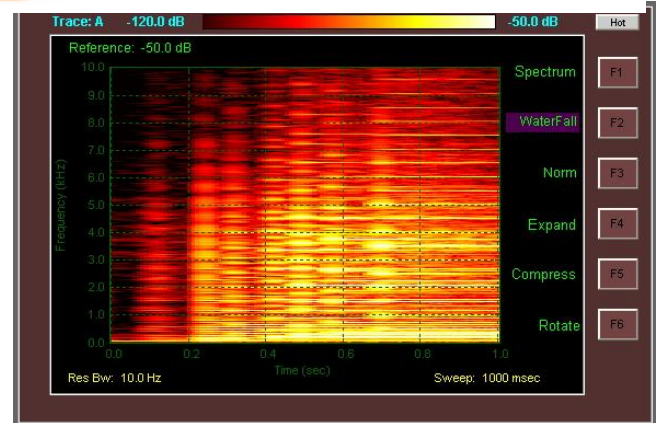 Trace: A -120.0 dB -50.0 dB Hot
Reference: -50.0 dB
10.0 Spectrum F1
9.0
8.0 WaterFall F2
7.0
6.0 Norm F3
Frequency (kHz)
5.0
4.0 Expand F4
3.0
2.0 Compress F5
1.0
0.0 Rotate F6
0.0 0.2 0.4 0.6 0.8 1.0
Time (sec)
Res Bw: 10.0 Hz Sweep: 1000 msec